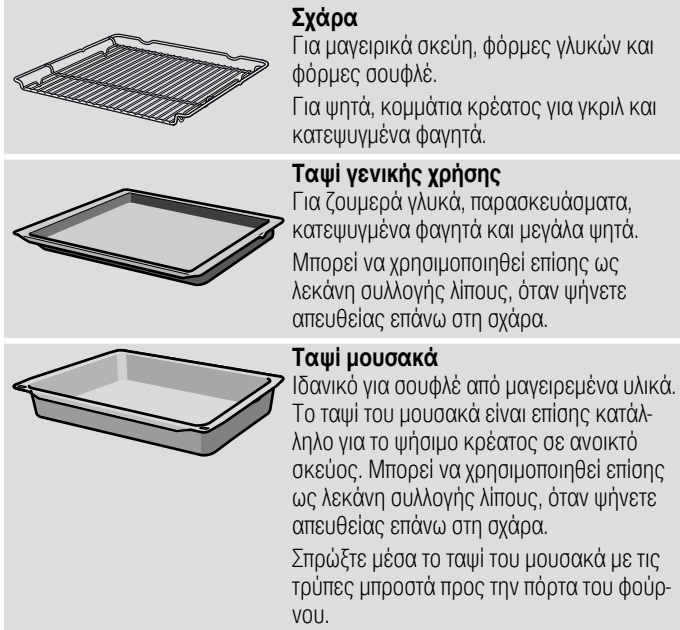 Σχάρα
Για μαγειρικά σκεύη, φόρμες γλυκών και
φόρμες σουφλέ.
Για ψητά, κομμάτια κρέατος για γκριλ και
κατεψυγμένα φαγητά.
Ταψί γενικής χρήσης
Για ζουμερά γλυκά, παρασκευάσματα,
κατεψυγμένα φαγητά και μεγάλα ψητά.
Μπορεί να χρησιμοποιηθεί επίσης ως
λεκάνη συλλογής λίπους, όταν ψήνετε
απευθείας επάνω στη σχάρα.
Ταψί μουσακά
Ιδανικό για σουφλέ από μαγειρεμένα υλικά.
Το ταψί του μουσακά είναι επίσης κατάλ-
ληλο για το ψήσιμο κρέατος σε ανοικτό
σκεύος. Μπορεί να χρησιμοποιηθεί επίσης
ως λεκάνη συλλογής λίπους, όταν ψήνετε
απευθείας επάνω στη σχάρα.
Σπρώξτε μέσα το ταψί του μουσακά με τις
τρύπες μπροστά προς την πόρτα του φούρ-
νου.